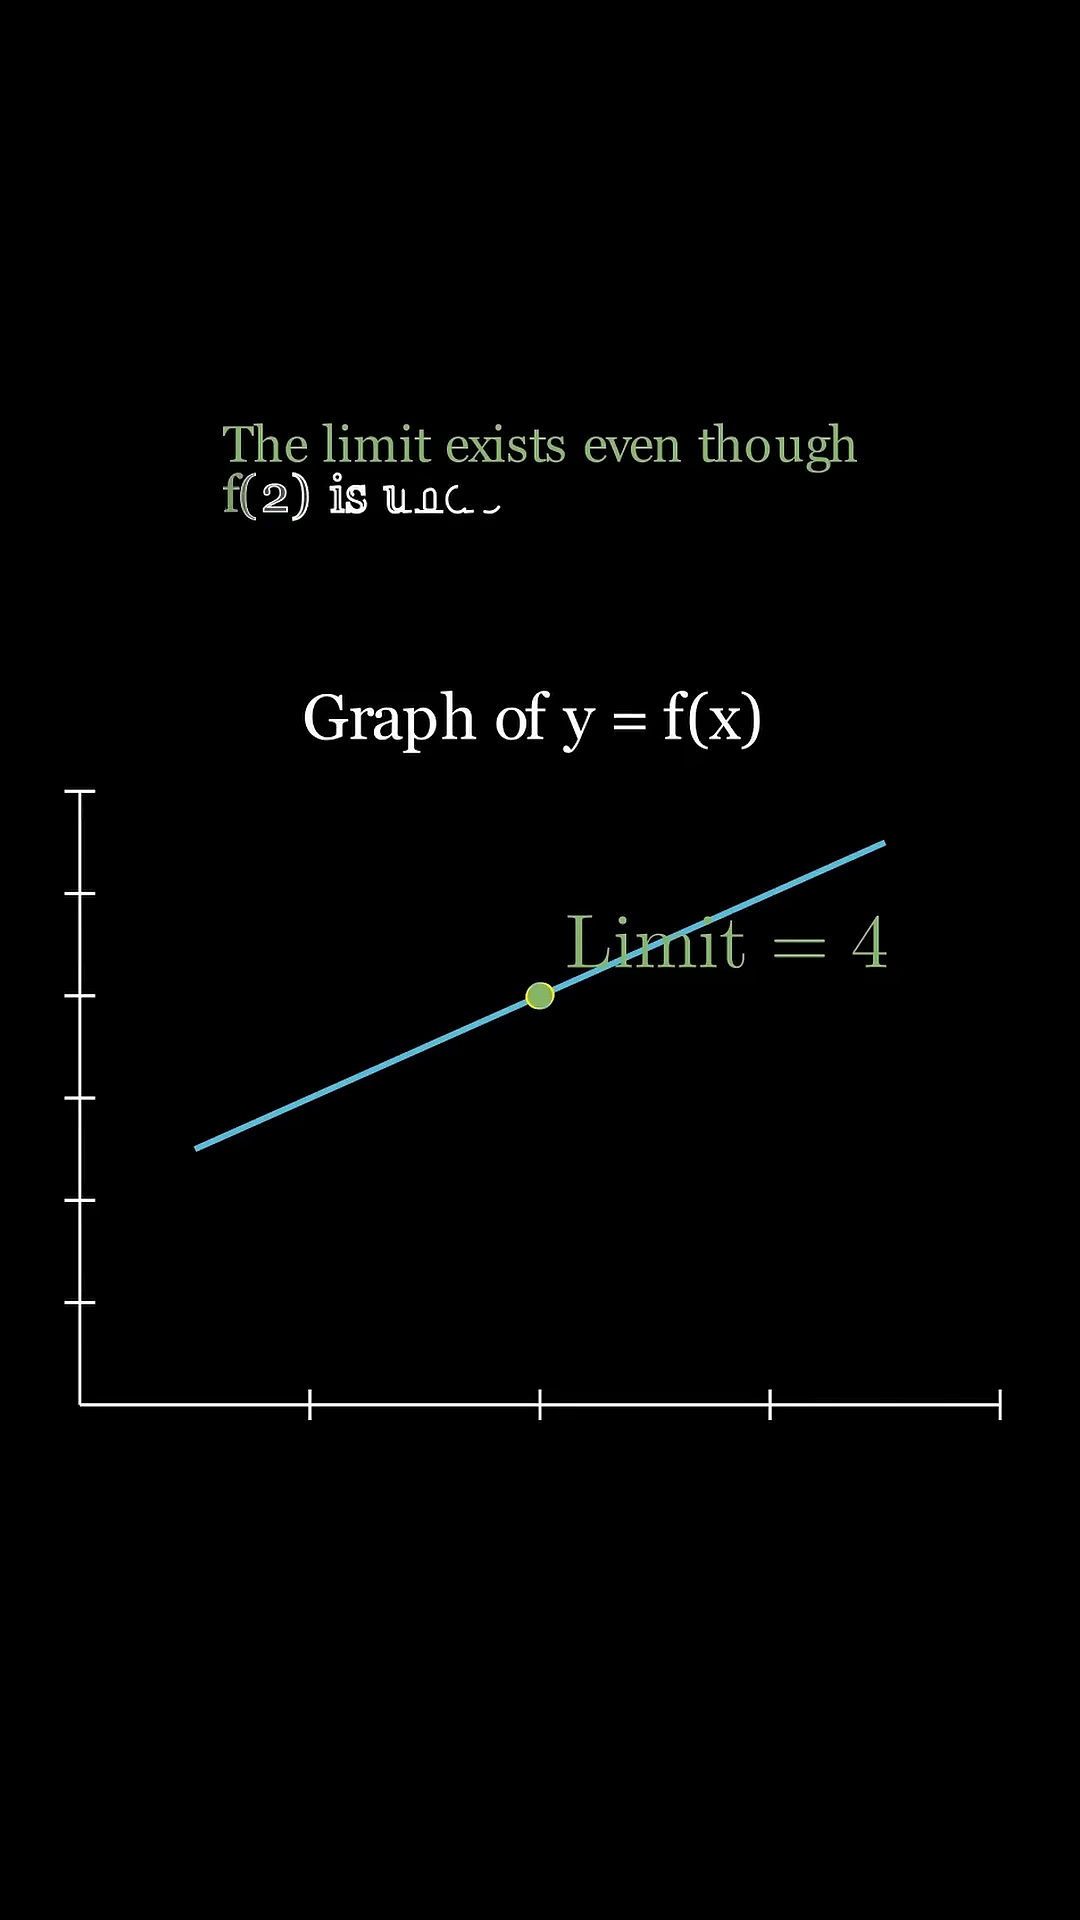 The limit exists even though
f(2) is
Graph of y = f(x)
Limit = 4